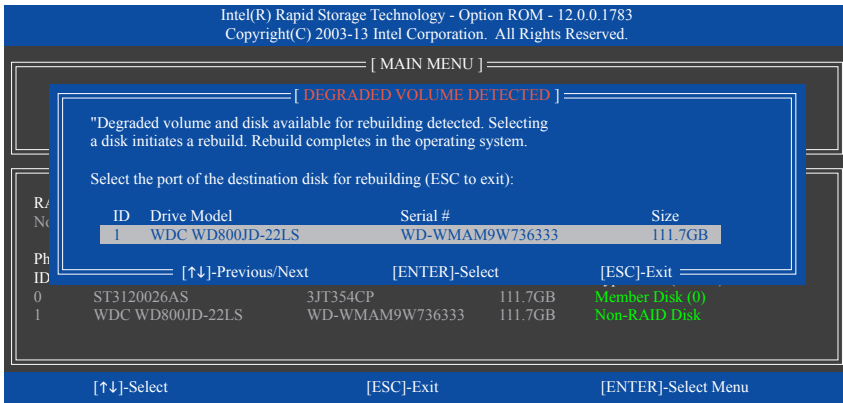 Intel(R) Rapid Storage Technology - Option ROM - 12.0.0.1783
Copyright(C) 2003-13 Intel Corporation.  All Rights Reserved.
[ MAIN MENU ]
[ DEGRADED VOLUME DETECTED ]
"Degraded volume and disk available for rebuilding detected. Selecting
a disk initiates a rebuild. Rebuild completes in the operating system.
Select the port of the destination disk for rebuilding (ESC to exit):
ID Drive Model Serial # Size
1 WDC WD800JD-22LS WD-WMAM9W736333 111.7GB
[↑↓]-Previous/Next [ENTER]-Select [ESC]-Exit
ID
0 ST3120026AS 3JT354CP 111.7GB Member Disk (0)
1 WDC WD800JD-22LS WD-WMAM9W736333 111.7GB Non-RAID Disk
[↑↓]-Select [ESC]-Exit [ENTER]-Select Menu